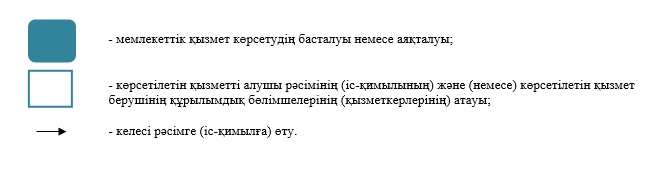 - мемлекеттік қызмет көрсетудің басталуы немесе аяқталуы;
- көрсетілетін қызметті алушы рәсімінің (іс-қимылының) және (немесе) көрсетілетін қызмет
берушінің құрылымдық бөлімшелерінің (қызметкерлерінің) атауы;
- келесі рәсімге (іс-қимылға) өту.